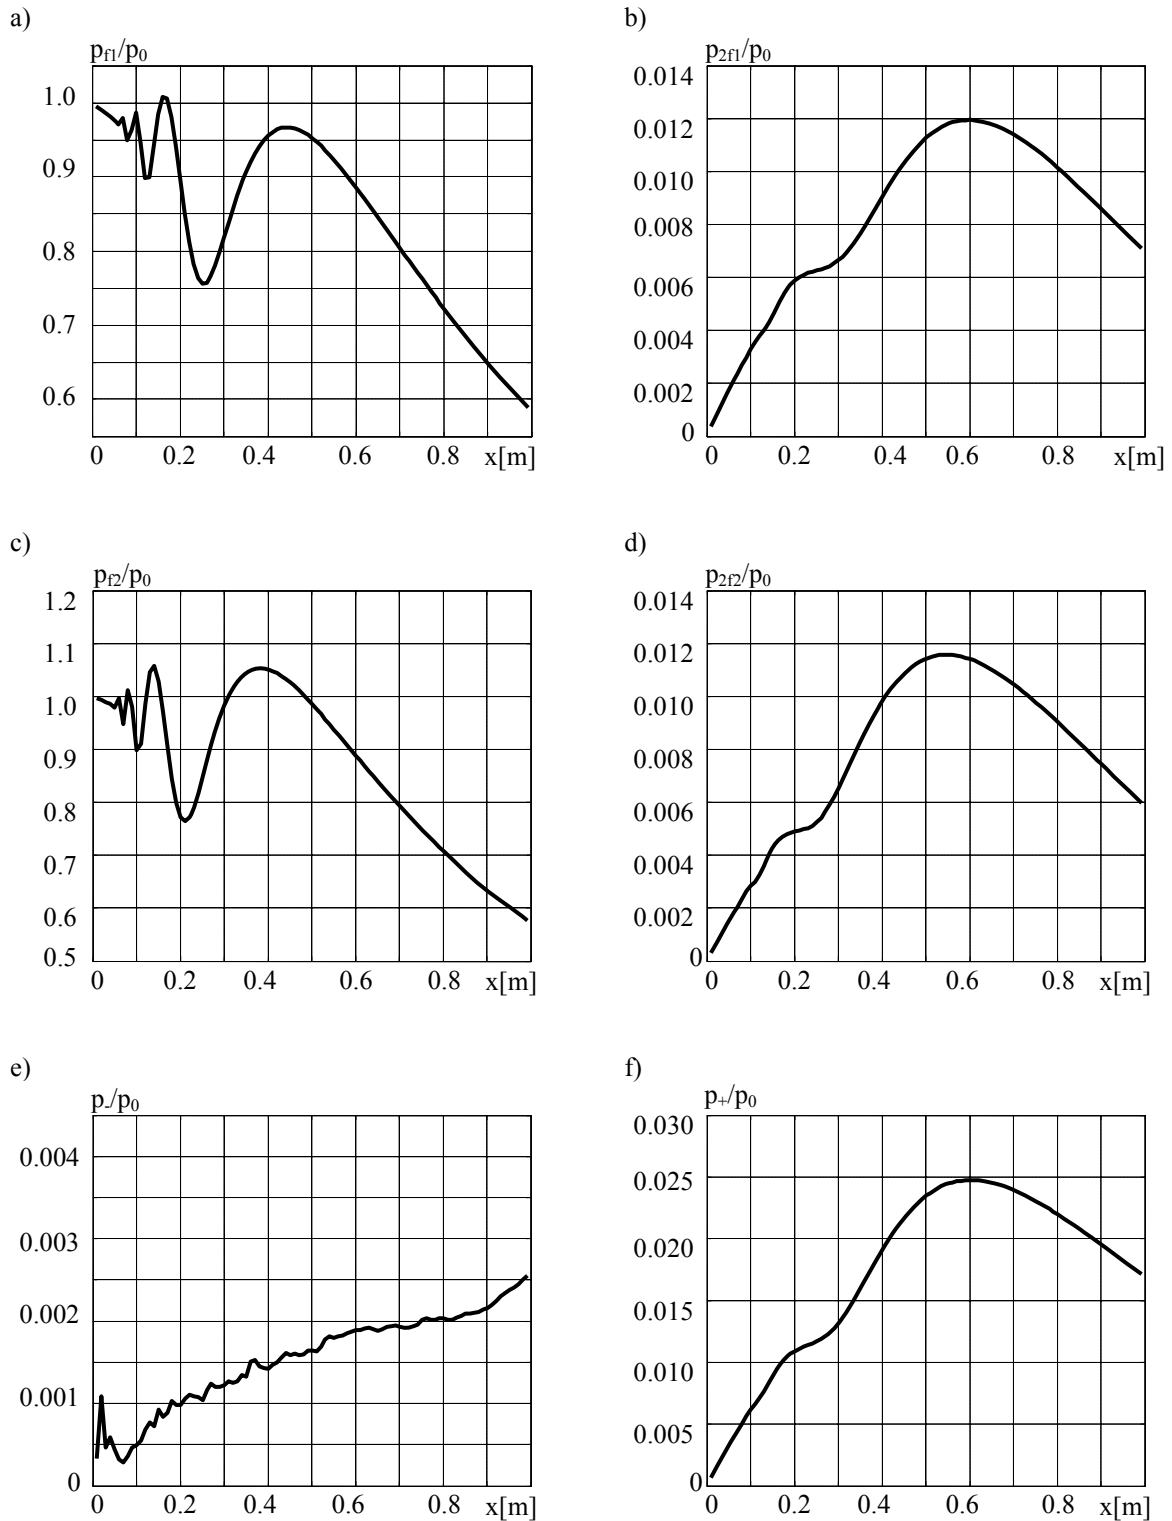 a)
p_f1/p_0
1.0
0.9
0.8
0.7
0.6
0 0.2 0.4 0.6 0.8 x[m]
b)
p_2f1/p_0
0.014
0.012
0.010
0.008
0.006
0.004
0.002
0
0 0.2 0.4 0.6 0.8 x[m]
c)
p_f2/p_0
1.2
1.1
1.0
0.9
0.8
0.7
0.6
0.5
0 0.2 0.4 0.6 0.8 x[m]
d)
p_2f2/p_0
0.014
0.012
0.010
0.008
0.006
0.004
0.002
0
0 0.2 0.4 0.6 0.8 x[m]
e)
p_-/p_0
0.004
0.003
0.002
0.001
0
0 0.2 0.4 0.6 0.8 x[m]
f)
p_+/p_0
0.030
0.025
0.020
0.015
0.010
0.005
0
0 0.2 0.4 0.6 0.8 x[m]